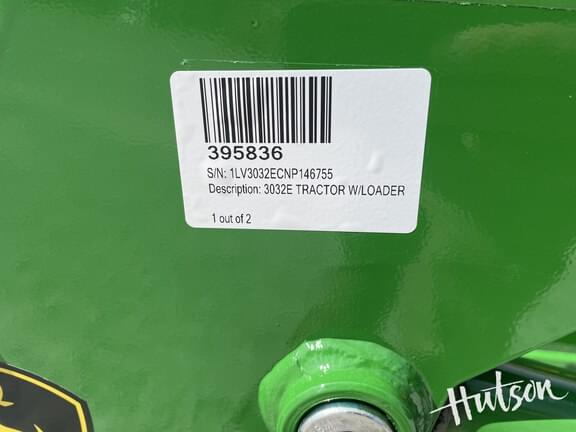 395836
S/N: 1LV3032ECNP146755
Description: 3032E TRACTOR W/LOADER
1 out of 2
Hutson